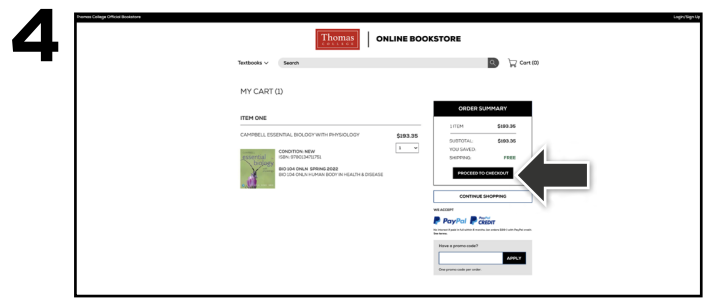 4
Thomas College Official Bookstore
Login/Sign Up
Thomas
COLLEGE
ONLINE BOOKSTORE
Textbooks
Search
Cart (0)
MY CART (1)
ITEM ONE
CAMPBELL ESSENTIAL BIOLOGY WITH PHYSIOLOGY
$193.35
1
essential
biology
CONDITION: NEW
ISBN: 9780134711751
BIO 104 ONLN SPRING 2022
BIO 104 ONLN HUMAN BODY IN HEALTH & DISEASE
ORDER SUMMARY
1 ITEM $193.35
SUBTOTAL: $193.35
YOU SAVED:
SHIPPING: FREE
PROCEED TO CHECKOUT
CONTINUE SHOPPING
WE ACCEPT
PayPal PayPal CREDIT
See terms.
Have a promo code?
APPLY
One promo code per order.